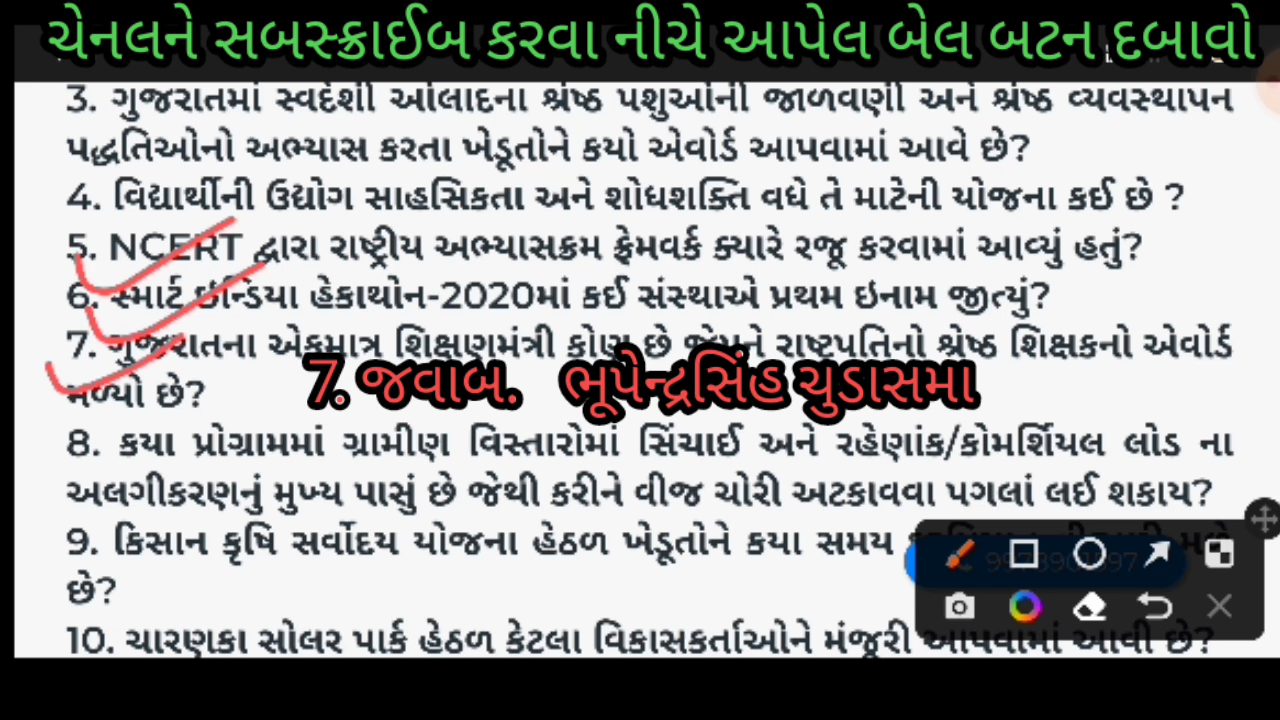 ચેનલને સબસ્ક્રાઈબ કરવા નીચે આપેલ બેલ બટન દબાવો
3. ગુજરાતમાં સ્વદેશી ઓલાદના શ્રેષ્ઠ પશુઓની જાળવણી અને શ્રેષ્ઠ વ્યવસ્થાપન
પદ્ધતિઓનો અભ્યાસ કરતા ખેડૂતોને કયો એવોર્ડ આપવામાં આવે છે?
4. વિદ્યાર્થીની ઉદ્યોગ સાહસિકતા અને શોધશક્તિ વધે તે માટેની યોજના કઈ છે ?
5. NCERT દ્વારા રાષ્ટ્રીય અભ્યાસક્રમ ફ્રેમવર્ક ક્યારે રજૂ કરવામાં આવ્યું હતું?
6. સ્માર્ટ ઇન્ડિયા હેકાથોન-2020માં કઈ સંસ્થાએ પ્રથમ ઇનામ જીત્યું?
7. ગુજરાતના એકમાત્ર શિક્ષણમંત્રી કોણ છે જેમને રાષ્ટ્રપતિનો શ્રેષ્ઠ શિક્ષકનો એવોર્ડ
મળ્યો છે?
7. જવાબ. ભૂપેન્દ્રસિંહ ચુડાસમા
8. કયા પ્રોગ્રામમાં ગ્રામીણ વિસ્તારોમાં સિંચાઈ અને રહેણાંક/કોમર્શિયલ લોડ ના
અલગીકરણનું મુખ્ય પાસું છે જેથી કરીને વીજ ચોરી અટકાવવા પગલાં લઈ શકાય?
9. કિસાન કૃષિ સર્વોદય યોજના હેઠળ ખેડૂતોને કયા સમય
છે?
10. ચારણકા સોલર પાર્ક હેઠળ કેટલા વિકાસકર્તાઓને મંજૂરી આપવામાં આવી છે?